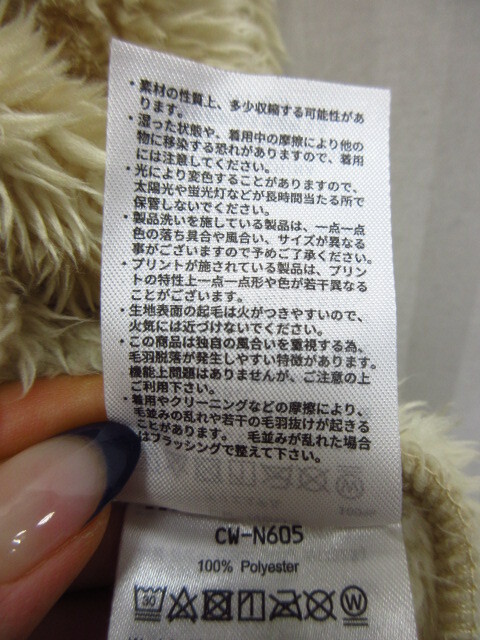 ・素材の性質上、多少収縮する可能性があ
ります。
・湿った状態や、着用中の摩擦により他の
物に移染する恐れがありますので、着用
には注意してください。
・光により変色することがありますので、
太陽光や蛍光灯などが長時間当たる所で
保管しないでください。
・製品洗いを施している製品は、一点一点
色の落ち具合や風合い、サイズが異なる
事がございますので予めご了承ください。
・プリントが施されている製品は、プリン
トの特性上一点一点形や色が若干異なる
ことがございます。
・生地表面の起毛は火がつきやすいので、
火気には近づけないでください。
・この商品は独自の風合いを重視する為、
毛羽脱落が発生しやすい特徴があります。
機能上問題はありませんが、ご注意の上
ご利用下さい。
・着用やクリーニングなどの摩擦により、
毛並みの乱れや若干の毛羽抜けが起きる
ことがあります。 毛並みが乱れた場合
はブラッシングで整えて下さい。
CW-N605
100% Polyester
30
W